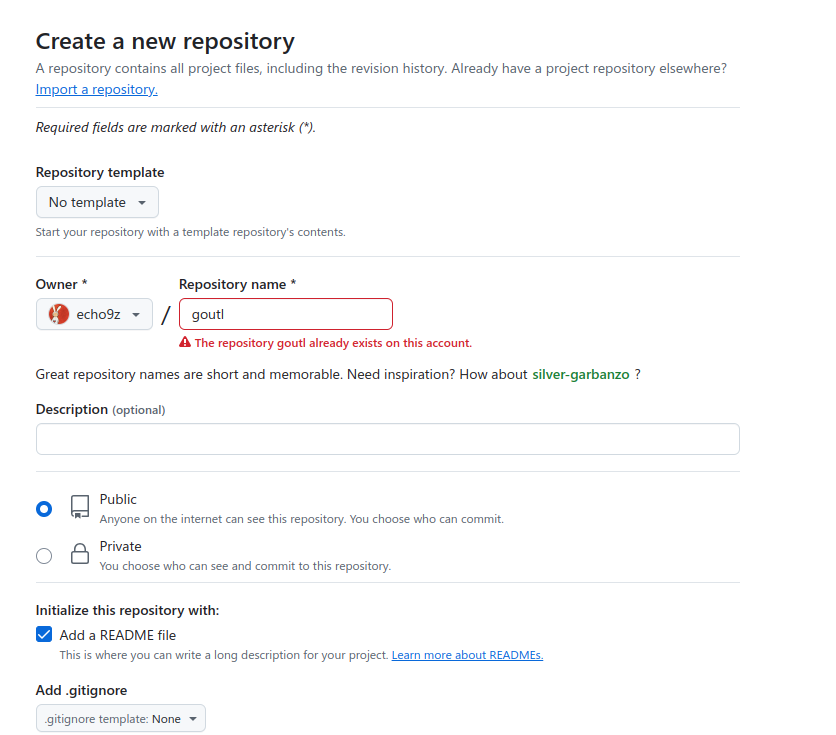 Create a new repository
A repository contains all project files, including the revision history. Already have a project repository elsewhere?
Import a repository.
Required fields are marked with an asterisk (*).
Repository template
No template
Start your repository with a template repository's contents.
Owner *
Repository name *
echo9z
/
goutl
The repository goutl already exists on this account.
Great repository names are short and memorable. Need inspiration? How about silver-garbanzo ?
Description (optional)
Public
Anyone on the internet can see this repository. You choose who can commit.
Private
You choose who can see and commit to this repository.
Initialize this repository with:
Add a README file
This is where you can write a long description for your project. Learn more about READMEs.
Add .gitignore
.gitignore template: None